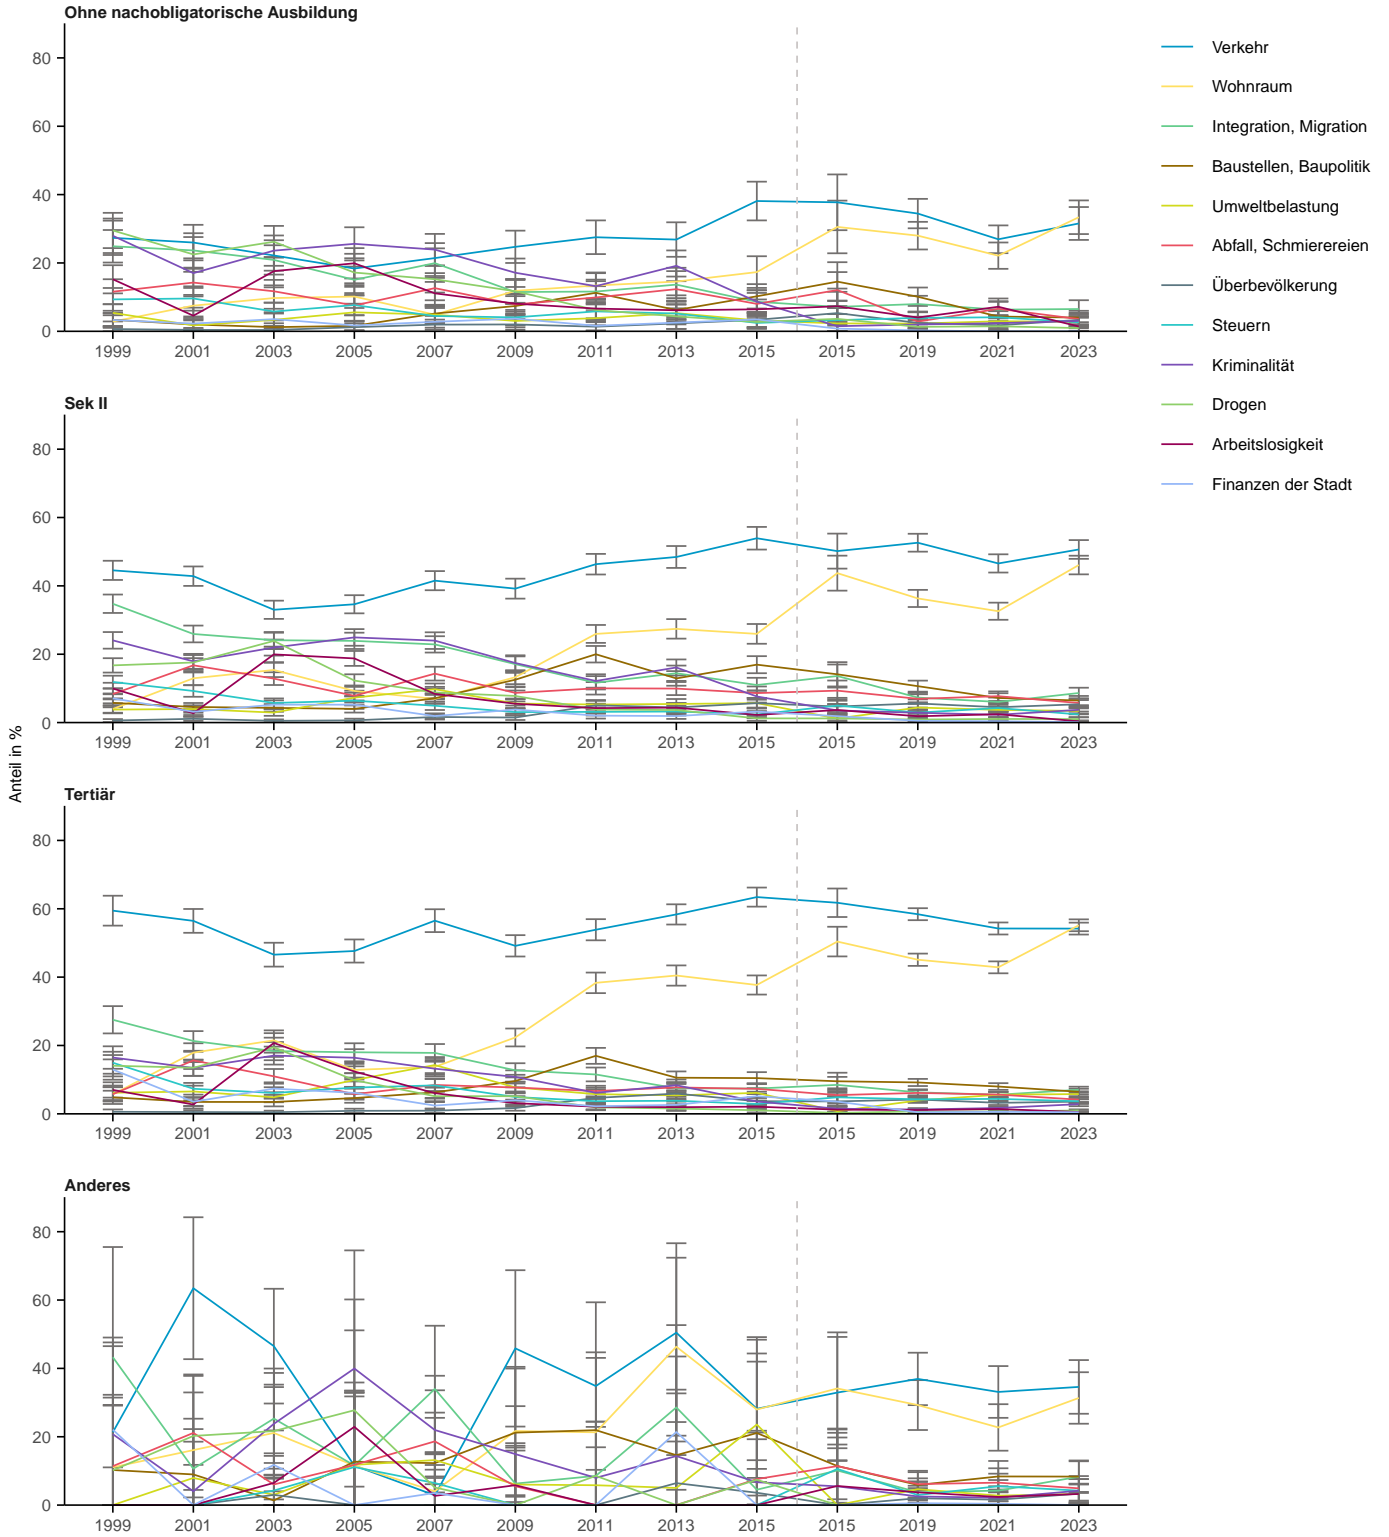 Ohne nachobligatorische Ausbildung
80
60
40
20
0
1999 2001 2003 2005 2007 2009 2011 2013 2015 2015 2019 2021 2023
Verkehr
Wohnraum
Integration, Migration
Baustellen, Baupolitik
Umweltbelastung
Abfall, Schmierereien
Überbevölkerung
Steuern
Kriminalität
Drogen
Arbeitslosigkeit
Finanzen der Stadt
Sek II
80
60
40
20
0
1999 2001 2003 2005 2007 2009 2011 2013 2015 2015 2019 2021 2023
Anteil in %
Tertiär
80
60
40
20
0
1999 2001 2003 2005 2007 2009 2011 2013 2015 2015 2019 2021 2023
Anderes
80
60
40
20
0
1999 2001 2003 2005 2007 2009 2011 2013 2015 2015 2019 2021 2023